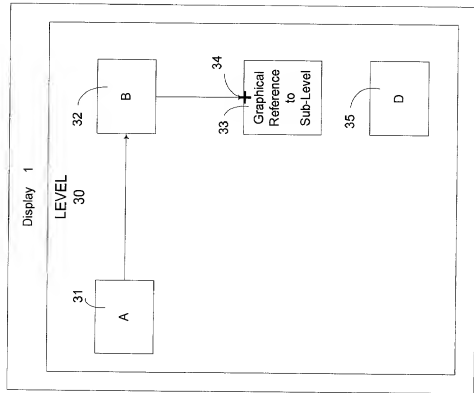 Display 1
LEVEL
30
31
32
A
B
33
34
Graphical
Reference
to
Sub-Level
35
D